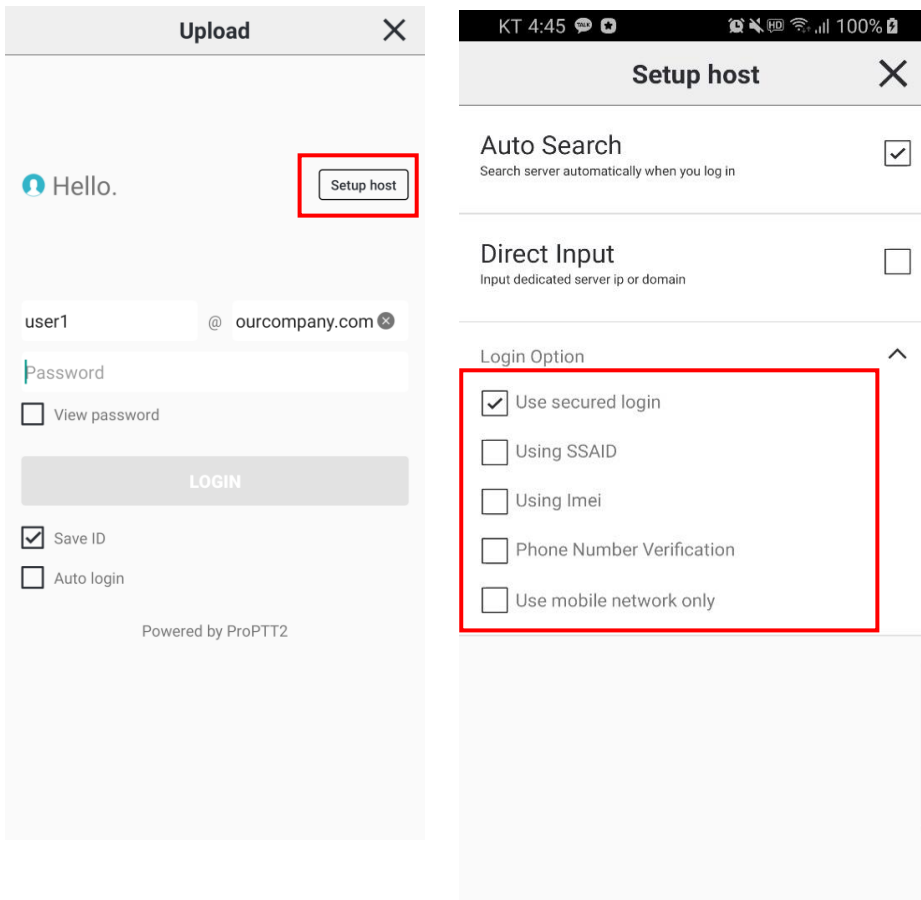 Upload
Hello.
Setup host
user1 @ ourcompany.com
Password
View password
LOGIN
Save ID
Auto login
Powered by ProPTT2
KT 4:45 TALK HD 100%
Setup host
Auto Search
Search server automatically when you log in
Direct Input
Input dedicated server ip or domain
Login Option
Use secured login
Using SSAID
Using Imei
Phone Number Verification
Use mobile network only